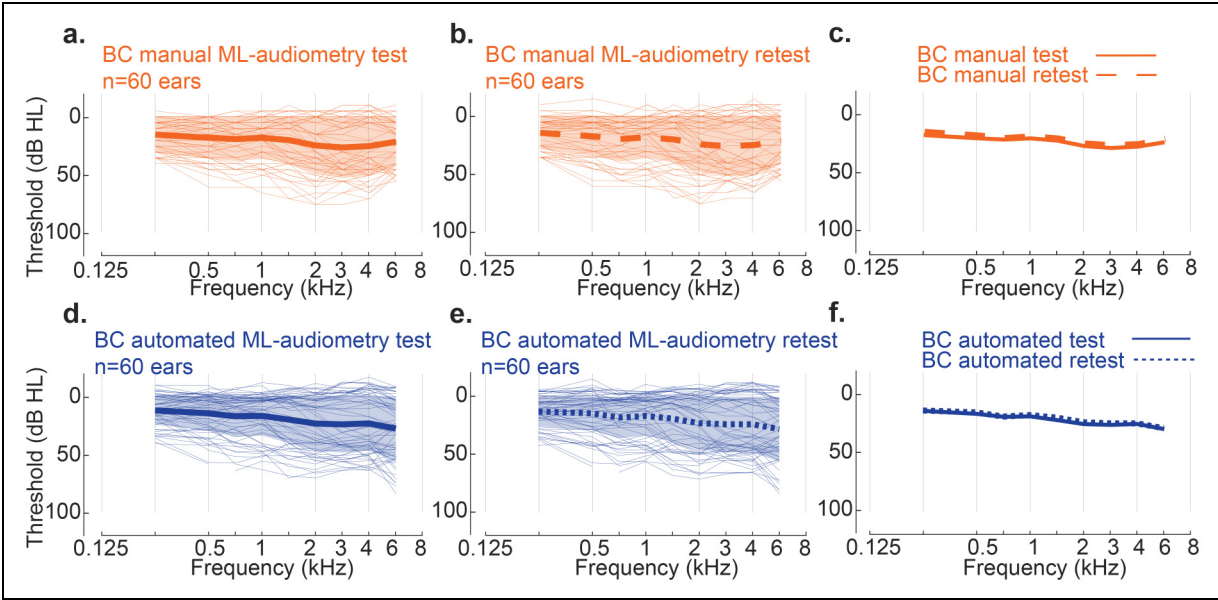 a.
BC manual ML-audiometry test
n=60 ears
Threshold (dB HL)
0
50
100
0.125 0.5 1 2 3 4 6 8
Frequency (kHz)
b.
BC manual ML-audiometry retest
n=60 ears
0
50
100
0.125 0.5 1 2 3 4 6 8
Frequency (kHz)
c.
BC manual test
BC manual retest
0
50
100
0.125 0.5 1 2 3 4 6 8
Frequency (kHz)
d.
BC automated ML-audiometry test
n=60 ears
Threshold (dB HL)
0
50
100
0.125 0.5 1 2 3 4 6 8
Frequency (kHz)
e.
BC automated ML-audiometry retest
n=60 ears
0
50
100
0.125 0.5 1 2 3 4 6 8
Frequency (kHz)
f.
BC automated test
BC automated retest
0
50
100
0.125 0.5 1 2 3 4 6 8
Frequency (kHz)